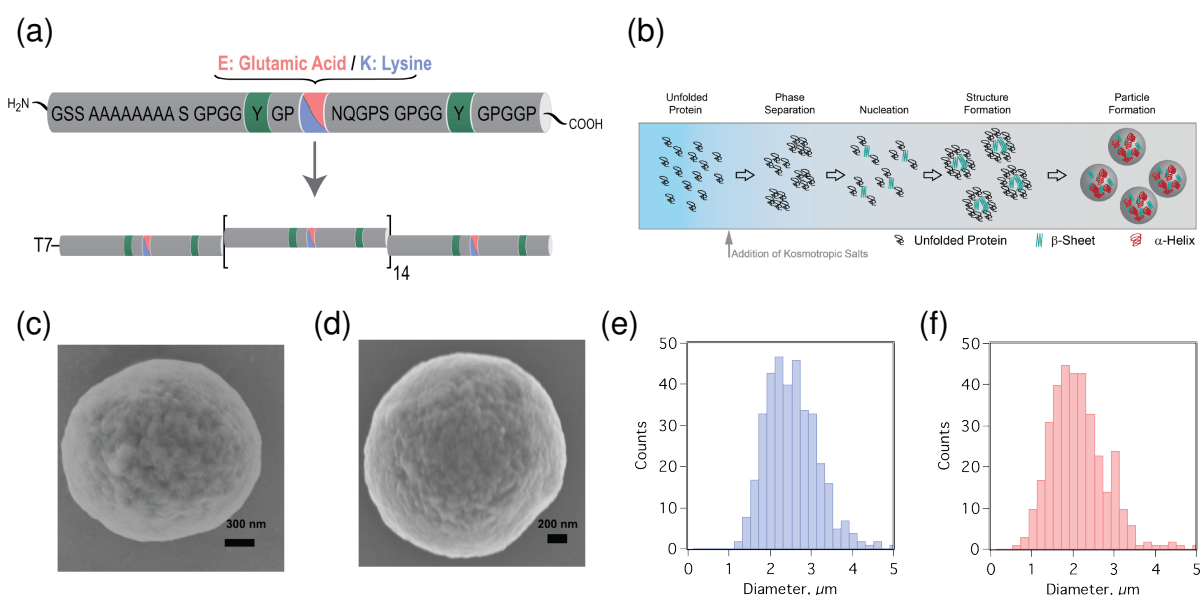 (a)
E: Glutamic Acid / K: Lysine
H2N
GSS AAAAAAAA S GPGG Y GP NQGPS GPGG Y GPGGP
COOH
T7
14
(b)
Unfolded Protein
Phase Separation
Nucleation
Structure Formation
Particle Formation
Unfolded Protein
β-Sheet
α-Helix
Addition of Kosmotropic Salts
(c)
300 nm
(d)
200 nm
(e)
50
40
30
20
10
0
Counts
0 1 2 3 4 5
Diameter, µm
(f)
50
40
30
20
10
0
Counts
0 1 2 3 4 5
Diameter, µm